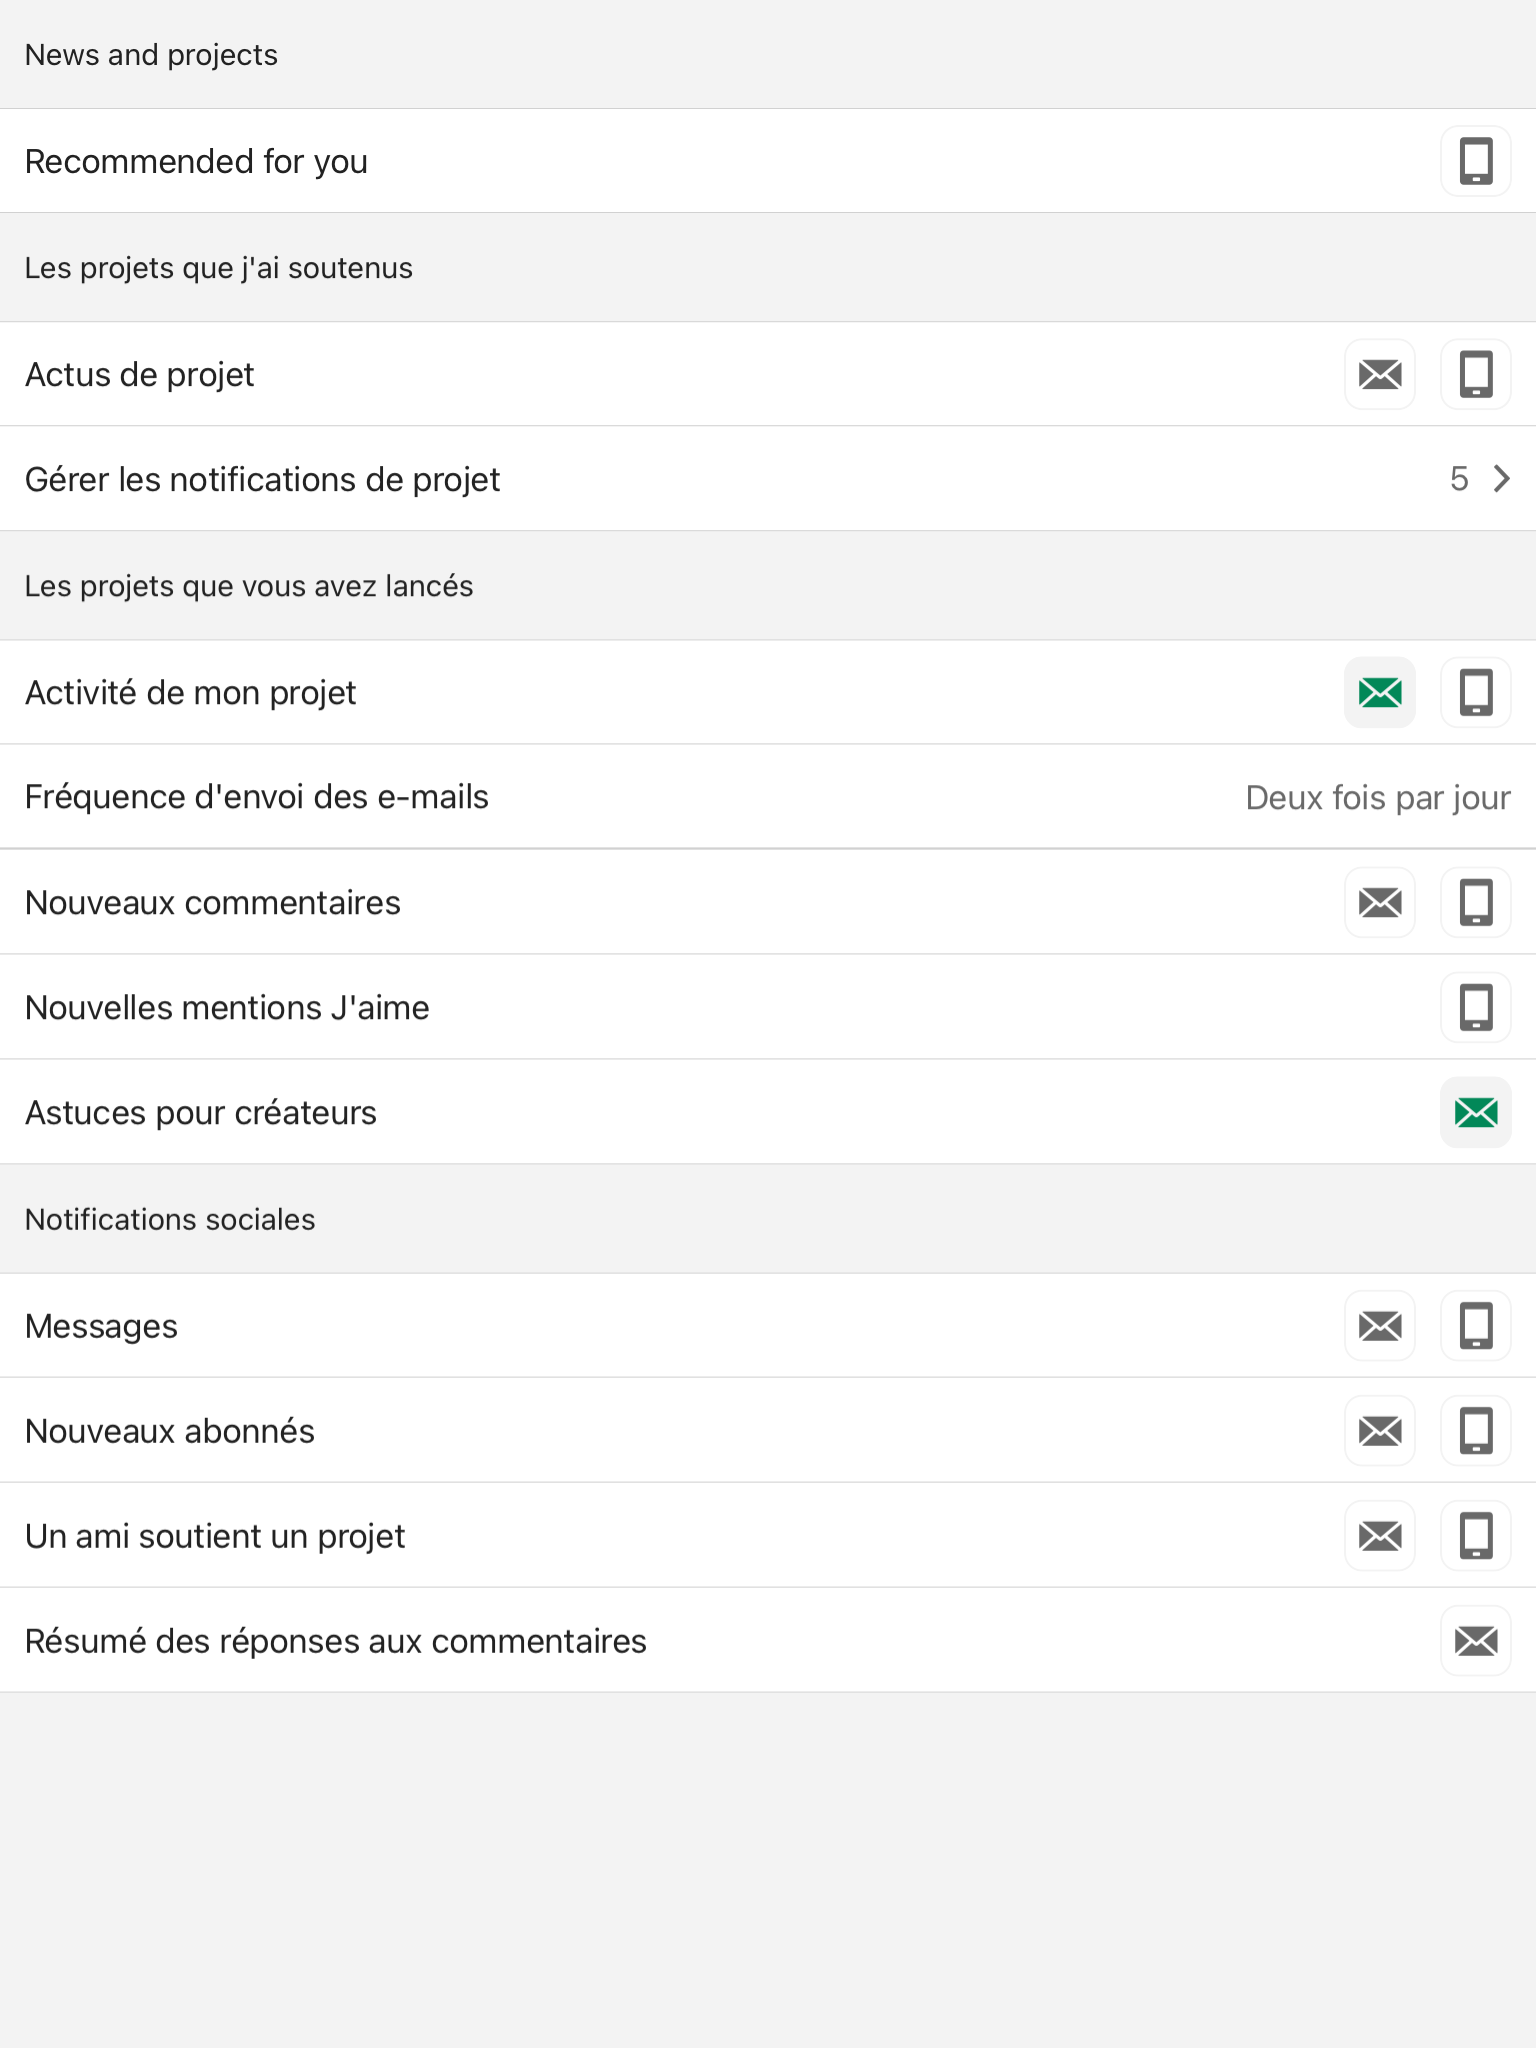 News and projects
Recommended for you
Les projets que j'ai soutenus
Actus de projet
Gérer les notifications de projet 5
Les projets que vous avez lancés
Activité de mon projet
Fréquence d'envoi des e-mails Deux fois par jour
Nouveaux commentaires
Nouvelles mentions J'aime
Astuces pour créateurs
Notifications sociales
Messages
Nouveaux abonnés
Un ami soutient un projet
Résumé des réponses aux commentaires